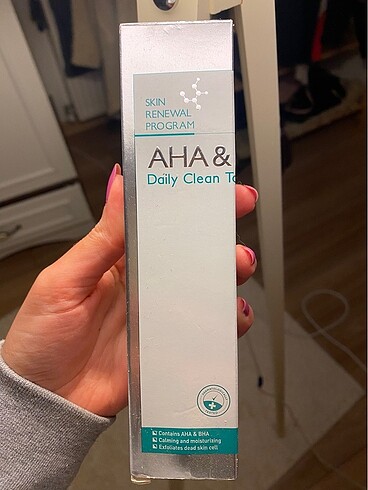 SKIN
RENEWAL
PROGRAM
AHA &
Daily Clean To
Contains AHA & BHA
Calming and moisturizing
Exfoliates dead skin cell